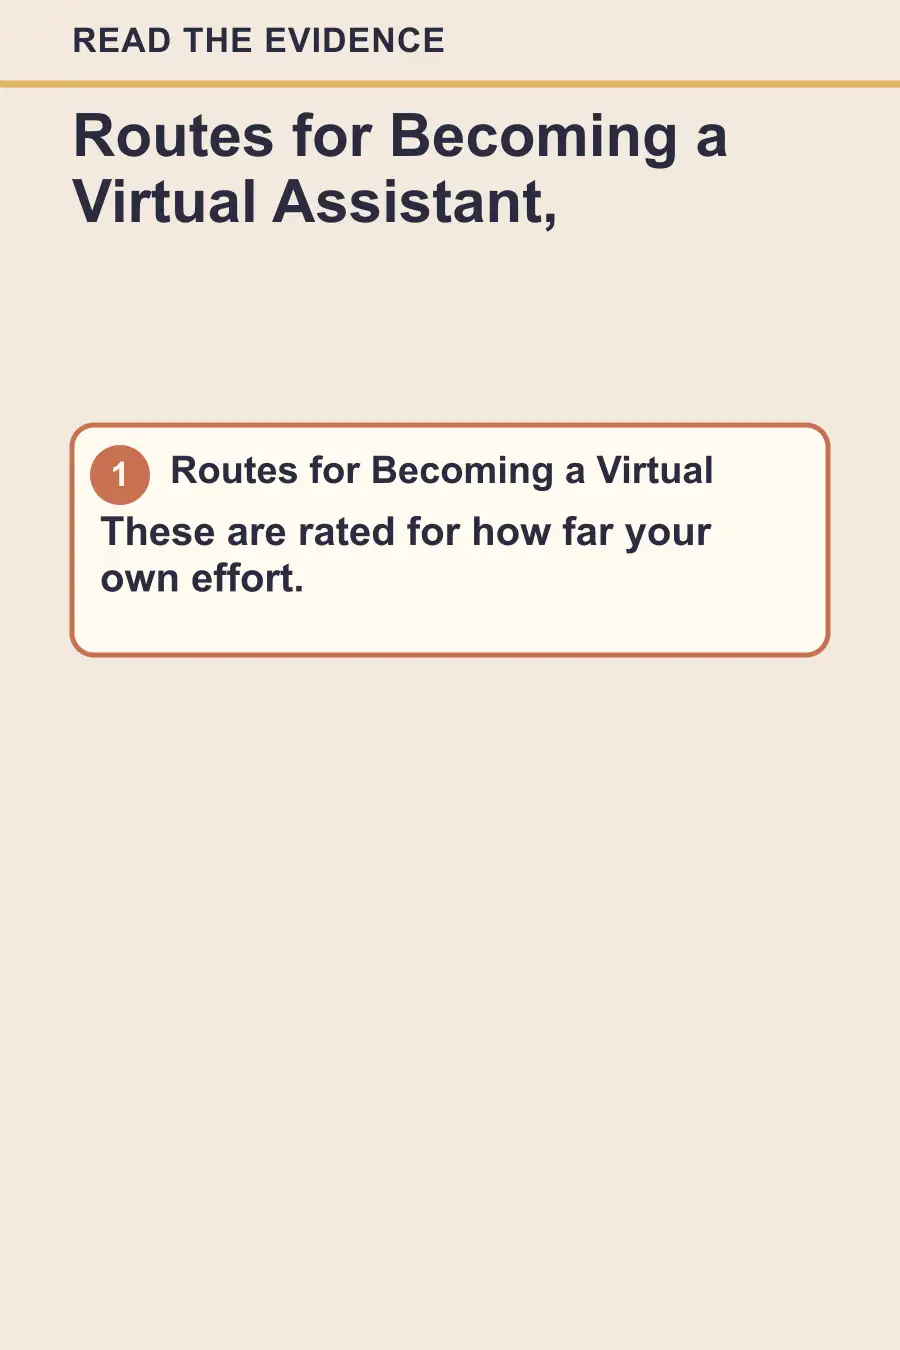 READ THE EVIDENCE
Routes for Becoming a
Virtual Assistant,
1 Routes for Becoming a Virtual
These are rated for how far your
own effort.